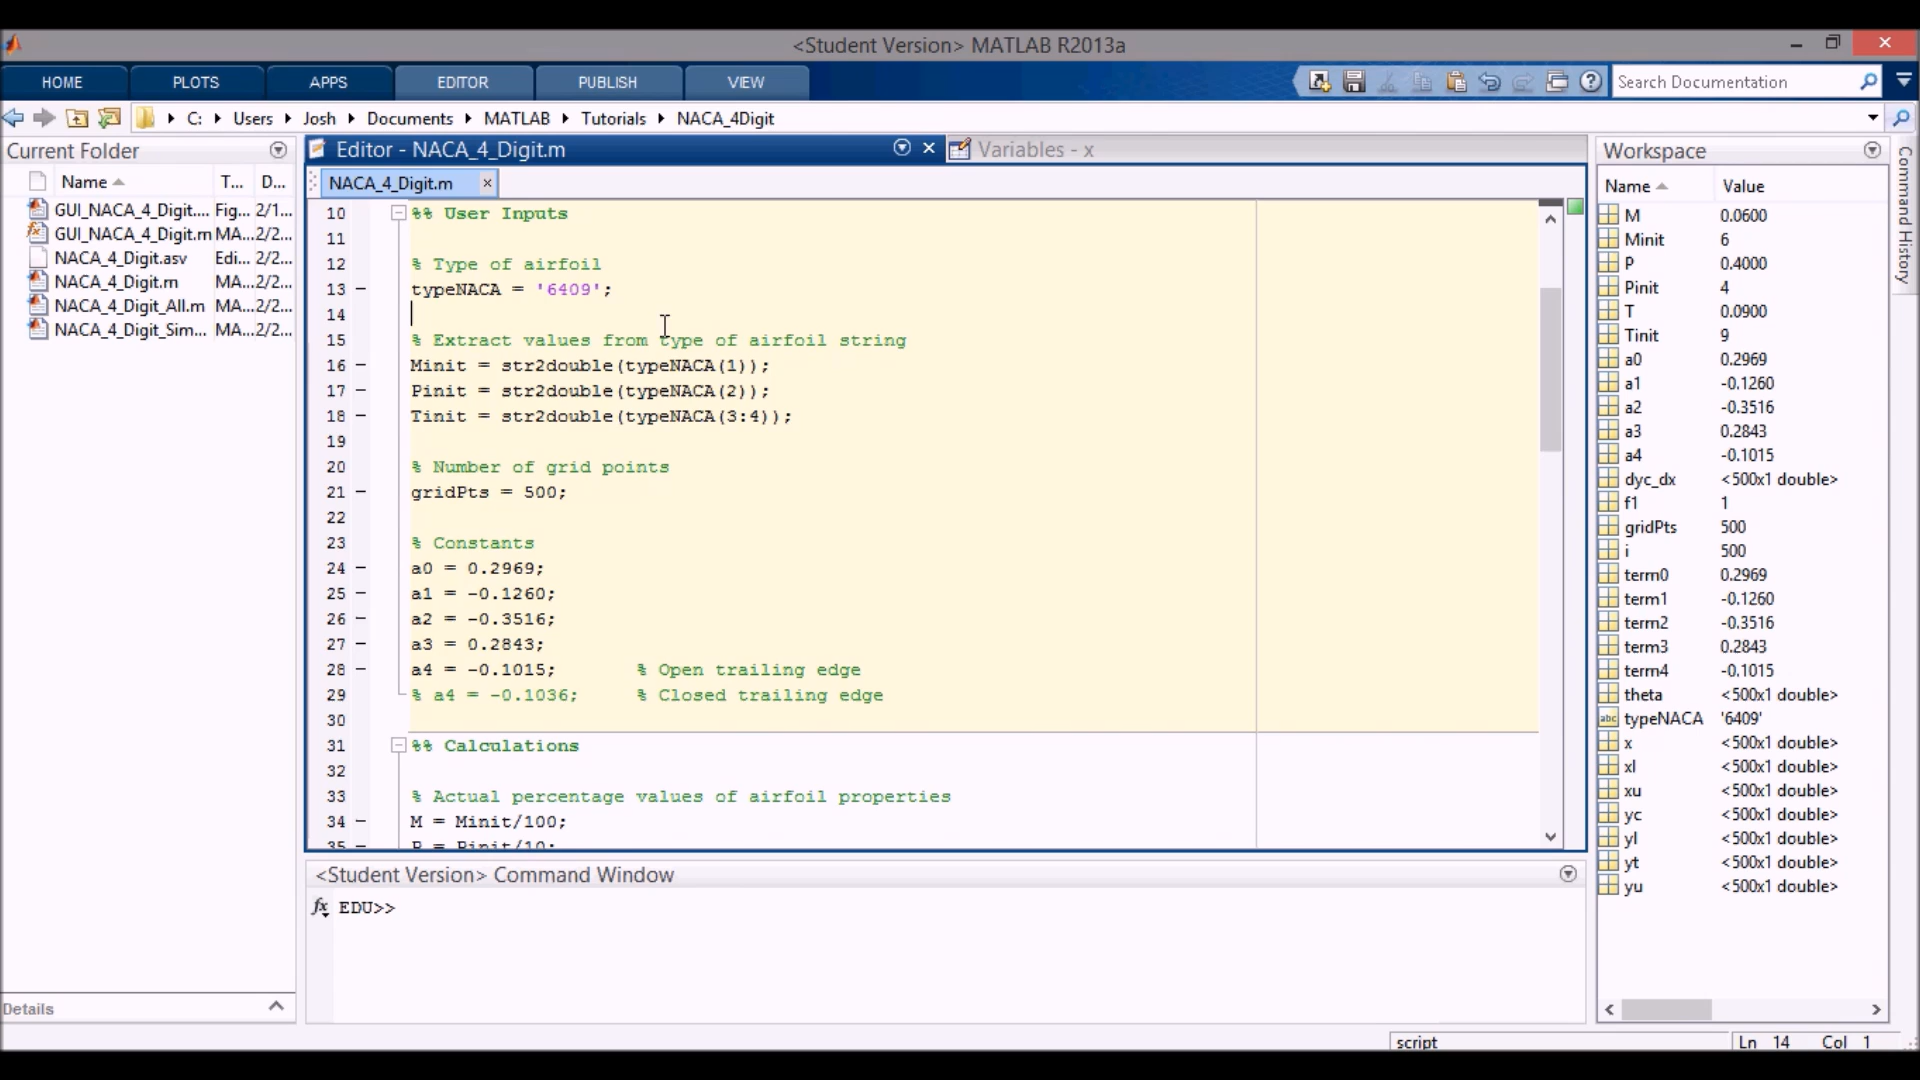 <Student Version> MATLAB R2013a
HOME PLOTS APPS EDITOR PUBLISH VIEW Search Documentation
C: Users Josh Documents MATLAB Tutorials NACA_4Digit
Current Folder
Name T... D...
GUI_NACA_4_Digit.... Fig... 2/1...
GUI_NACA_4_Digit.m MA... 2/2...
NACA_4_Digit.asv Edi... 2/2...
NACA_4_Digit.m MA... 2/2...
NACA_4_Digit_All.m MA... 2/2...
NACA_4_Digit_Sim... MA... 2/2...
Details
Editor - NACA_4_Digit.m
Variables - x
NACA_4_Digit.m
10 %% User Inputs
11
12 % Type of airfoil
13 – typeNACA = '6409';
14
15 % Extract values from type of airfoil string
16 – Minit = str2double(typeNACA(1));
17 – Pinit = str2double(typeNACA(2));
18 – Tinit = str2double(typeNACA(3:4));
19
20 % Number of grid points
21 – gridPts = 500;
22
23 % Constants
24 – a0 = 0.2969;
25 – a1 = -0.1260;
26 – a2 = -0.3516;
27 – a3 = 0.2843;
28 – a4 = -0.1015; % Open trailing edge
29 % a4 = -0.1036; % Closed trailing edge
30
31 %% Calculations
32
33 % Actual percentage values of airfoil properties
34 – M = Minit/100;
35 – P = Pinit/10;
<Student Version> Command Window
fx EDU>>
Workspace
Name Value
M 0.0600
Minit 6
P 0.4000
Pinit 4
T 0.0900
Tinit 9
a0 0.2969
a1 -0.1260
a2 -0.3516
a3 0.2843
a4 -0.1015
dyc_dx <500x1 double>
f1 1
gridPts 500
i 500
term0 0.2969
term1 -0.1260
term2 -0.3516
term3 0.2843
term4 -0.1015
theta <500x1 double>
abc typeNACA '6409'
x <500x1 double>
xl <500x1 double>
xu <500x1 double>
yc <500x1 double>
yl <500x1 double>
yt <500x1 double>
yu <500x1 double>
Command History
script Ln 14 Col 1